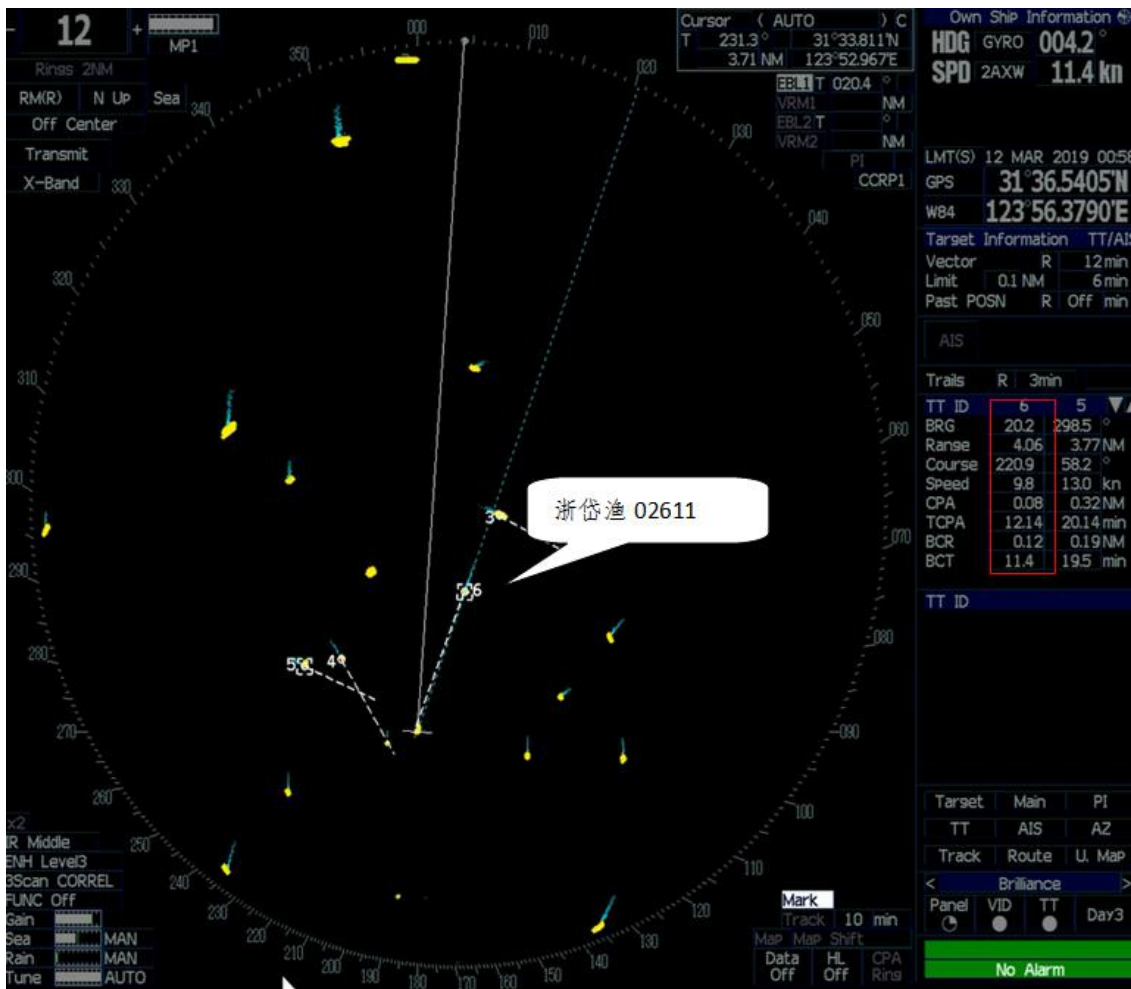 - 12 +
MP1
Rings 2NM
RM(R) N Up Sea
Off Center
Transmit
X-Band
Cursor ( AUTO ) C
T 231.3° 31°33.811'N
3.71 NM 123°52.967'E
EBL1 T 020.4 °
VRM1 NM
EBL2 T °
VRM2 NM
PI
CCRP1
Own Ship Information
HDG GYRO 004.2°
SPD 2AXW 11.4 kn
LMT(S) 12 MAR 2019 00:58
GPS 31°36.5405'N
W84 123°56.3790'E
Target Information TT/AIS
Vector R 12 min
Limit 0.1 NM 6 min
Past POSN R Off min
AIS
Trails R 3min
TT ID 6 5
BRG 20.2 298.5 °
Range 4.06 3.77 NM
Course 220.9 58.2 °
Speed 9.8 13.0 kn
CPA 0.08 0.32 NM
TCPA 12.14 20.14 min
BCR 0.12 0.19 NM
BCT 11.4 19.5 min
TT ID
000
010
020
030
040
050
060
070
080
090
100
110
120
130
140
150
160
170
180
190
200
210
220
230
240
250
260
270
280
290
300
310
320
330
340
350
浙岱渔 02611
3
6
5
4
x2
IR Middle
ENH Level3
3Scan CORREL
FUNC Off
Gain
Sea MAN
Rain MAN
Tune AUTO
Mark
Track 10 min
Map Map Shift
Data Off
HL Off
CPA Ring
Target Main PI
TT AIS AZ
Track Route U. Map
< Brilliance >
Panel VID TT Day3
No Alarm